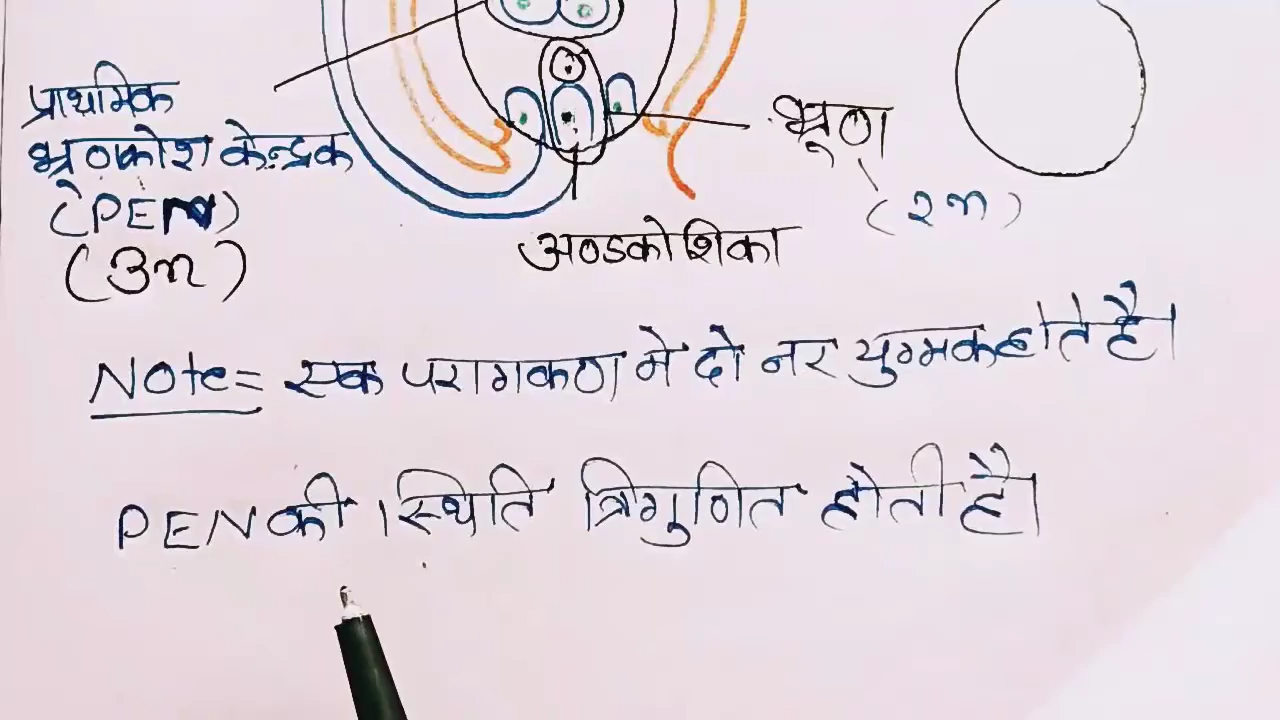 प्राथमिक
भ्रूणकोश केन्द्रक
(PEN)
(3n)
भ्रूण
(2n)
अण्डकोशिका
Note= एक परागकण मे दो नर युग्मक होते है।
PEN की स्थिति त्रिगुणित होती है।